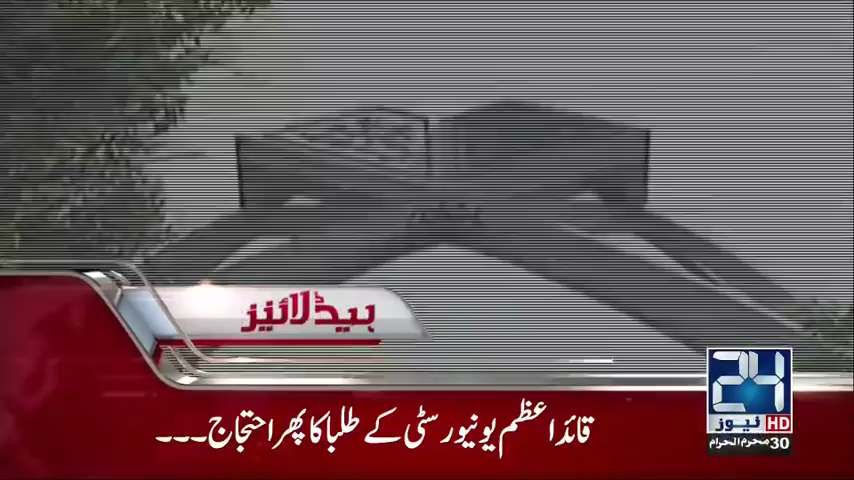 ہیڈلائنز
قائداعظم یونیورسٹی کے طلبا کا پھر احتجاج۔۔۔
24
نیوز HD
30 محرم الحرام